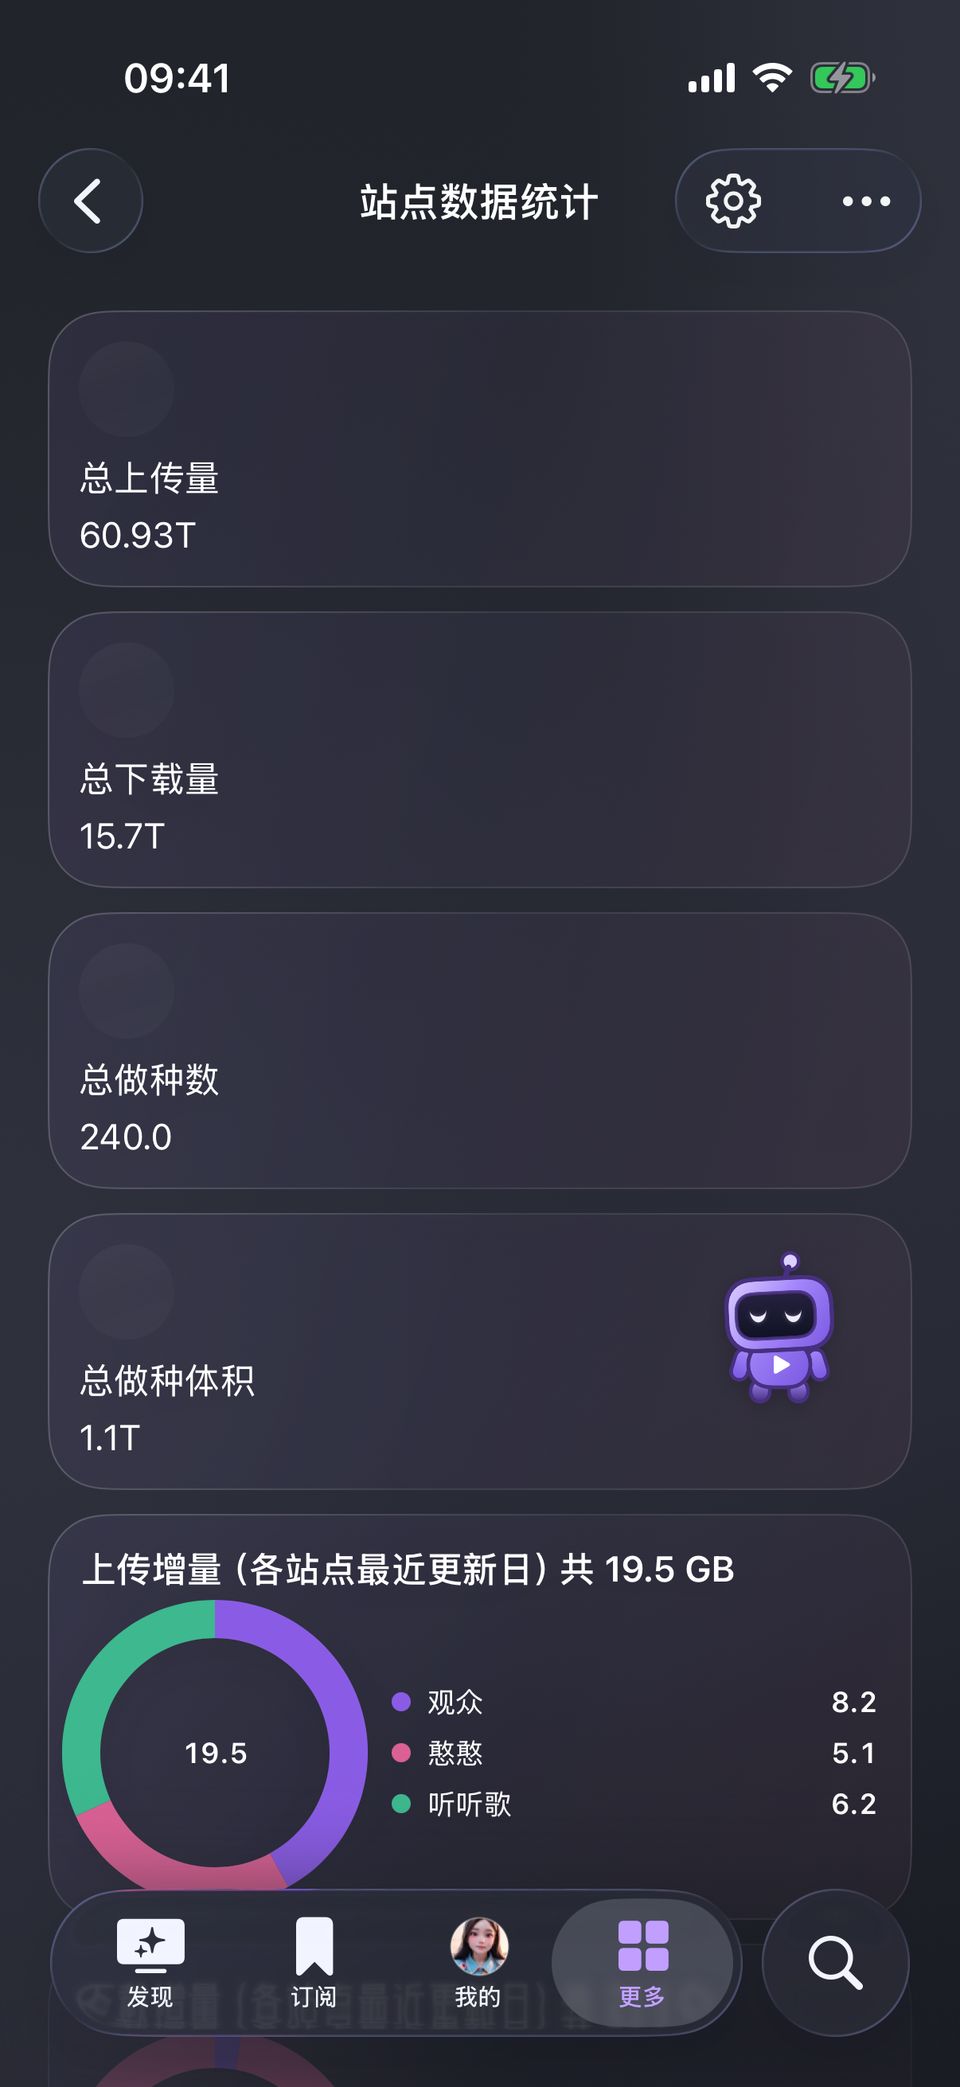 09:41
站点数据统计
总上传量
60.93T
总下载量
15.7T
总做种数
240.0
总做种体积
1.1T
上传增量（各站点最近更新日）共 19.5 GB
19.5
观众 8.2
憨憨 5.1
听听歌 6.2
发现 订阅 我的 更多